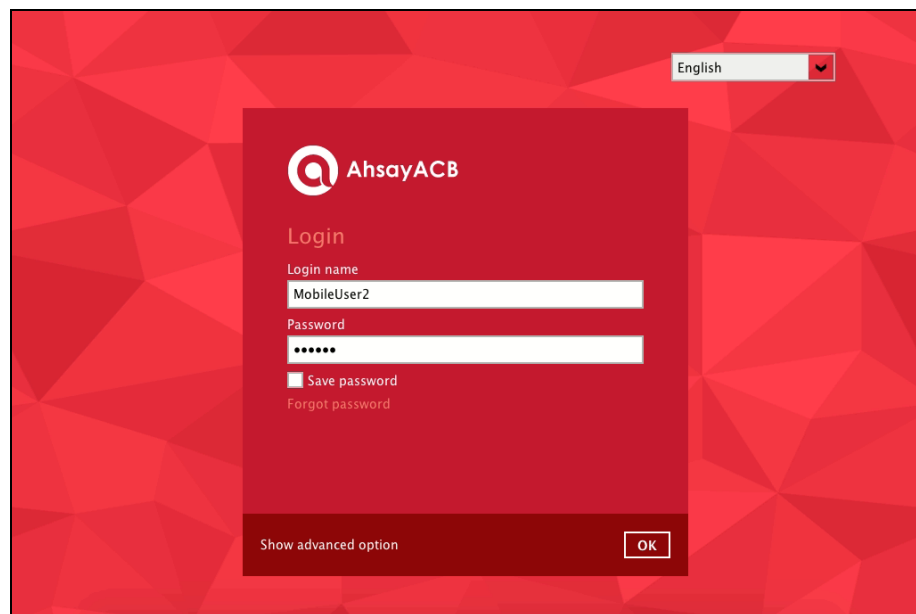 English
AhsayACB
Login
Login name
MobileUser2
Password
••••••
Save password
Forgot password
Show advanced option
OK